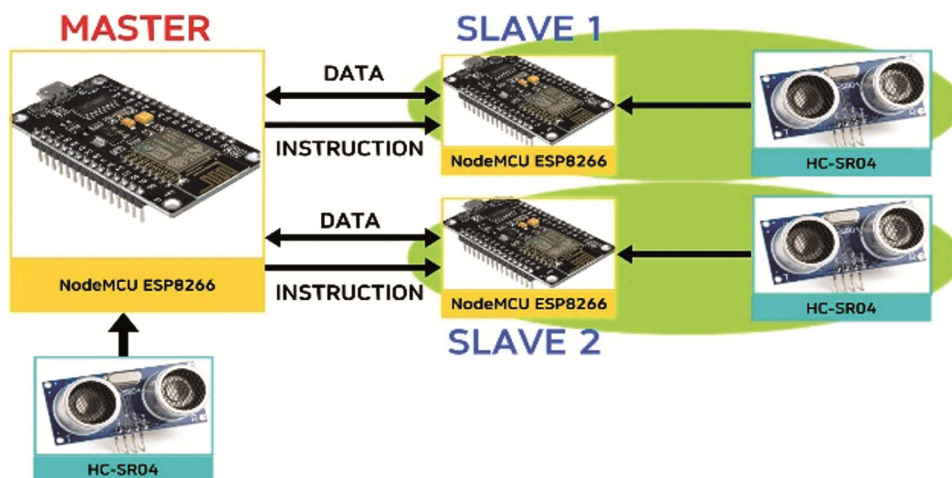 MASTER
SLAVE 1
DATA
INSTRUCTION
NodeMCU ESP8266
HC-SR04
DATA
INSTRUCTION
NodeMCU ESP8266
NodeMCU ESP8266
HC-SR04
SLAVE 2
HC-SR04